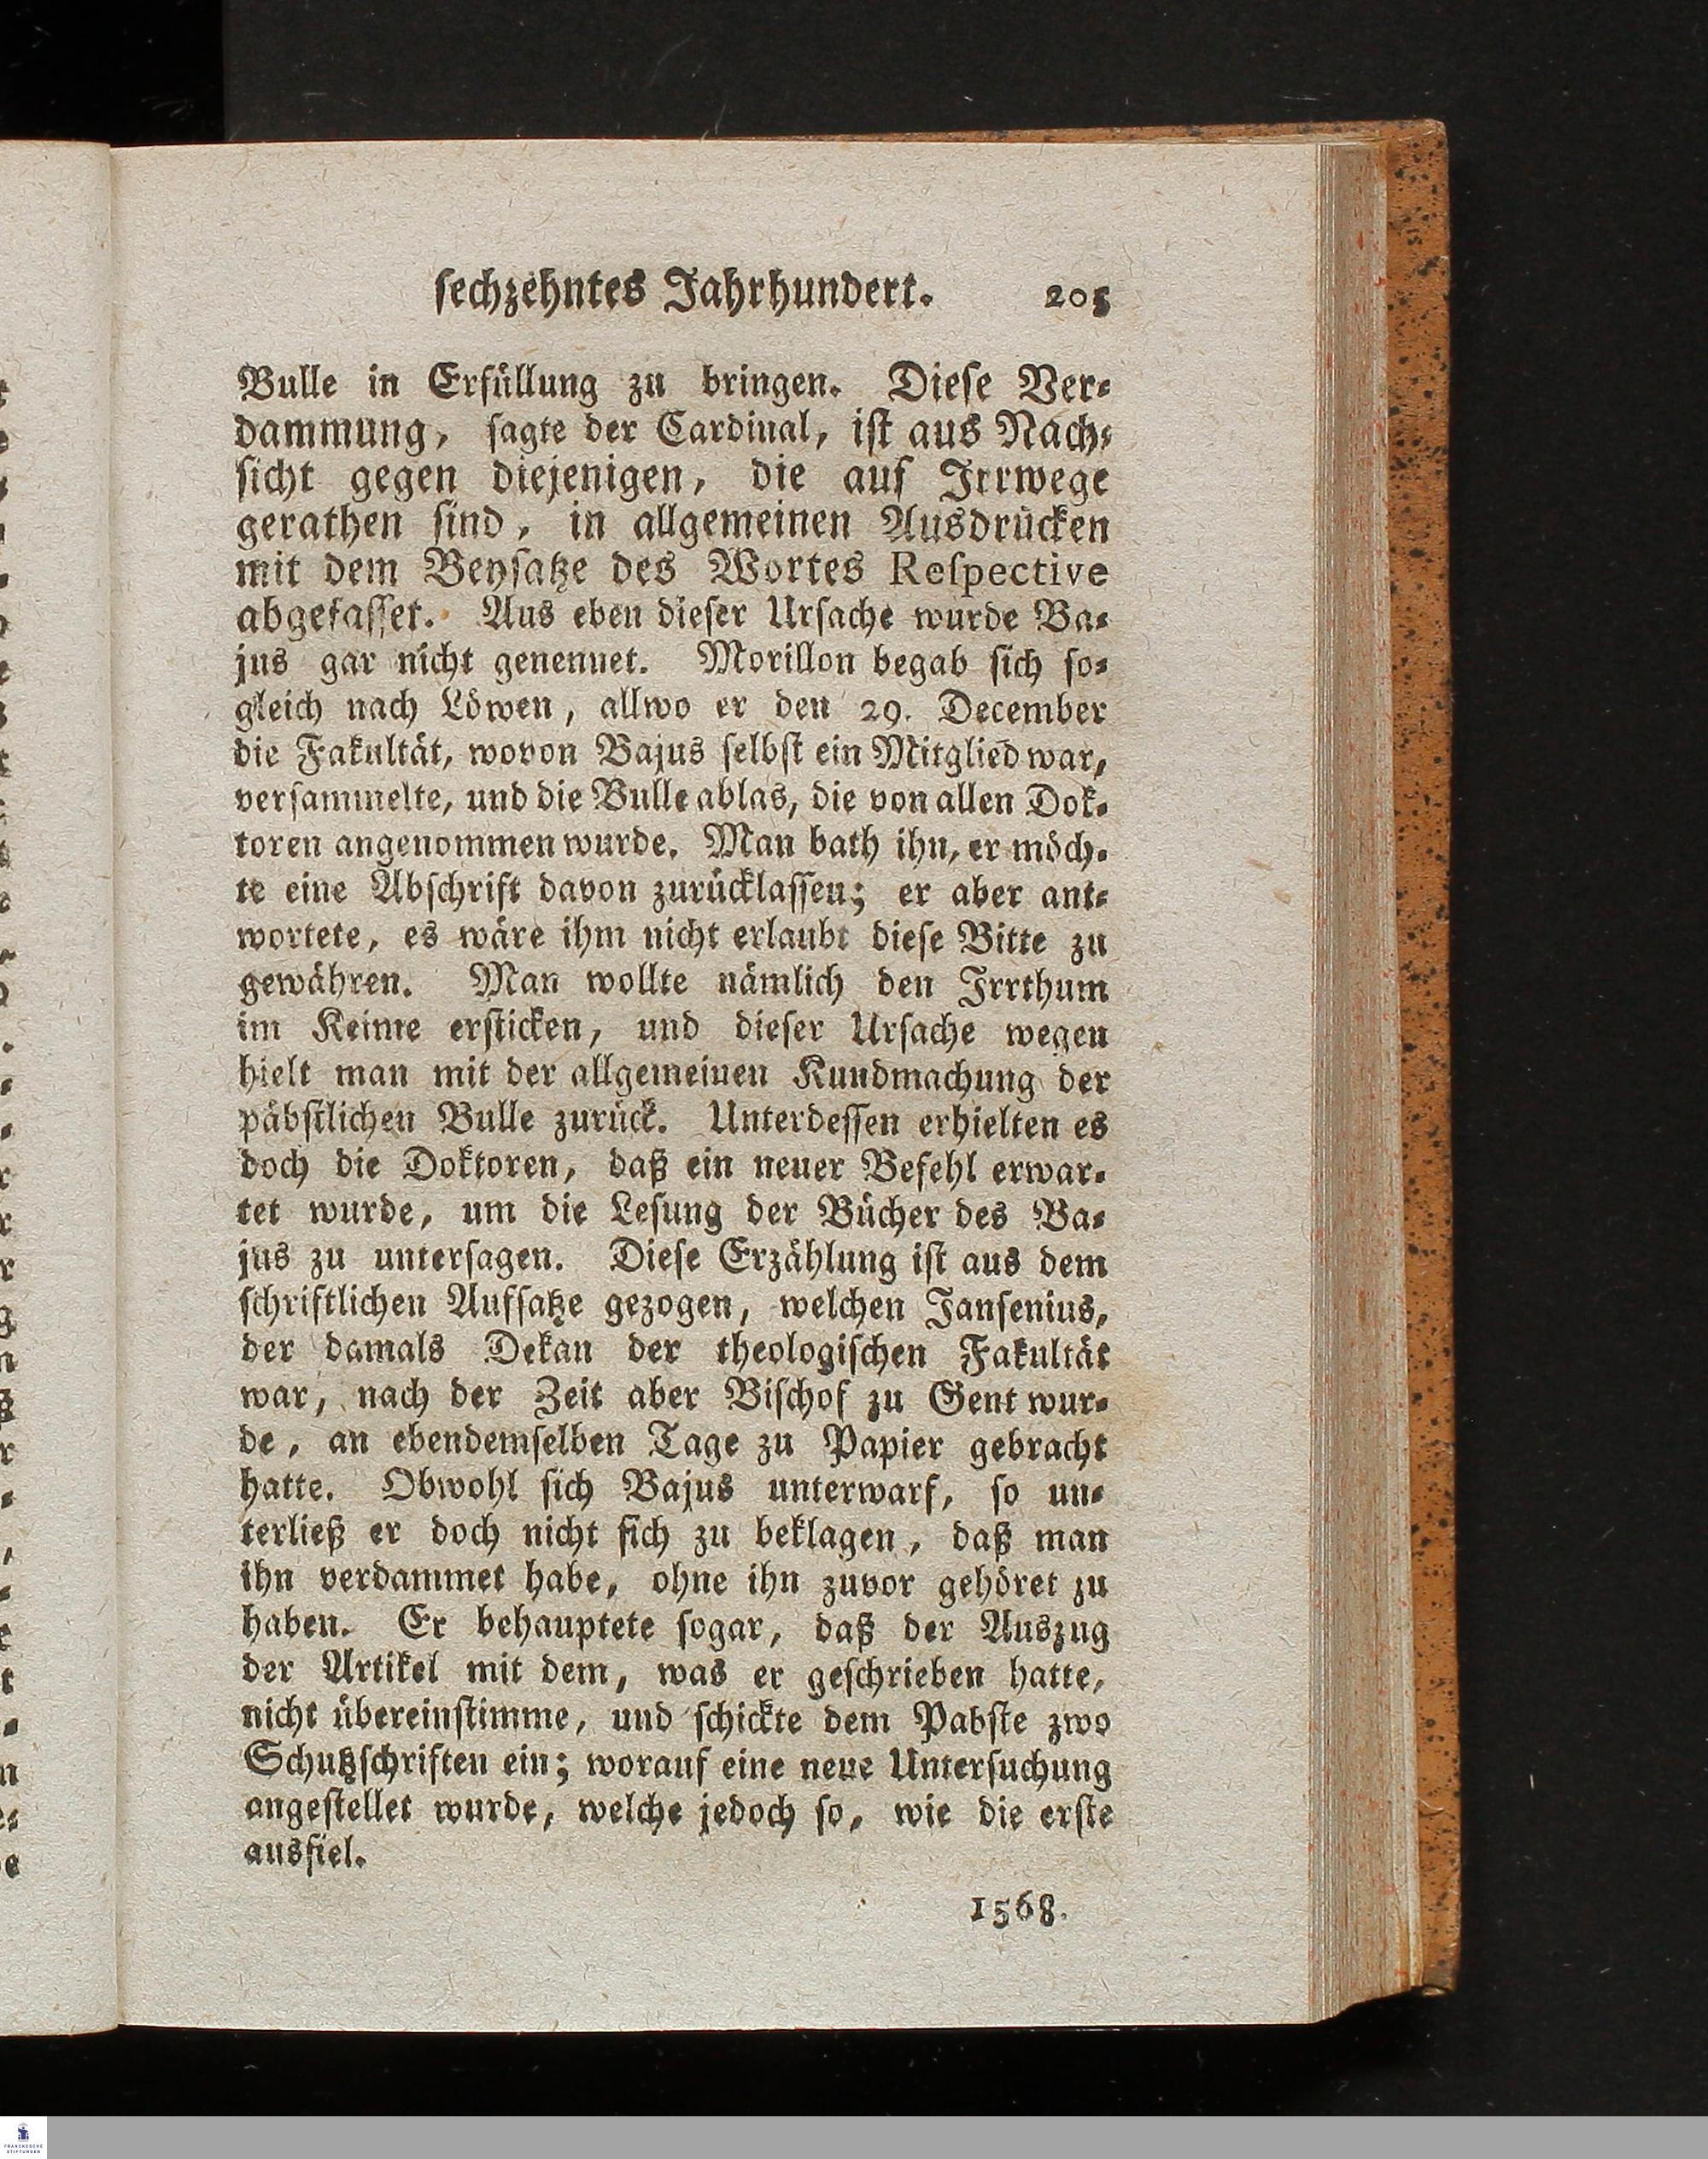 sechzehntes Jahrhundert. 205
Bulle in Erfüllung zu bringen. Diese Ver-
dammung, sagte der Cardinal, ist aus Nach-
sicht gegen diejenigen, die auf Irrwege
gerathen sind, in allgemeinen Ausdrücken
mit dem Beysatze des Wortes Respective
abgefasset. Aus eben dieser Ursache wurde Ba-
jus gar nicht genennet. Morillon begab sich so-
gleich nach Löwen, allwo er den 29. December
die Fakultät, wovon Bajus selbst ein Mitglied war,
versammelte, und die Bulle ablas, die von allen Dok-
toren angenommen wurde. Man bath ihn, er möch-
te eine Abschrift davon zurücklassen; er aber ant-
wortete, es wäre ihm nicht erlaubt diese Bitte zu
gewähren. Man wollte nämlich den Irrthum
im Keime ersticken, und dieser Ursache wegen
hielt man mit der allgemeinen Kundmachung der
päbstlichen Bulle zurück. Unterdessen erhielten es
doch die Doktoren, daß ein neuer Befehl erwar-
tet wurde, um die Lesung der Bücher des Ba-
jus zu untersagen. Diese Erzählung ist aus dem
schriftlichen Aufsatze gezogen, welchen Jansenius,
der damals Dekan der theologischen Fakultät
war, nach der Zeit aber Bischof zu Gent wur-
de, an ebendemselben Tage zu Papier gebracht
hatte. Obwohl sich Bajus unterwarf, so un-
terließ er doch nicht sich zu beklagen, daß man
ihn verdammet habe, ohne ihn zuvor gehöret zu
haben. Er behauptete sogar, daß der Auszug
der Artikel mit dem, was er geschrieben hatte,
nicht übereinstimme, und schickte dem Pabste zwo
Schutzschriften ein; worauf eine neue Untersuchung
angestellet wurde, welche jedoch so, wie die erste
ausfiel.
1568.
FRANCKESCHE
STIFTUNGEN